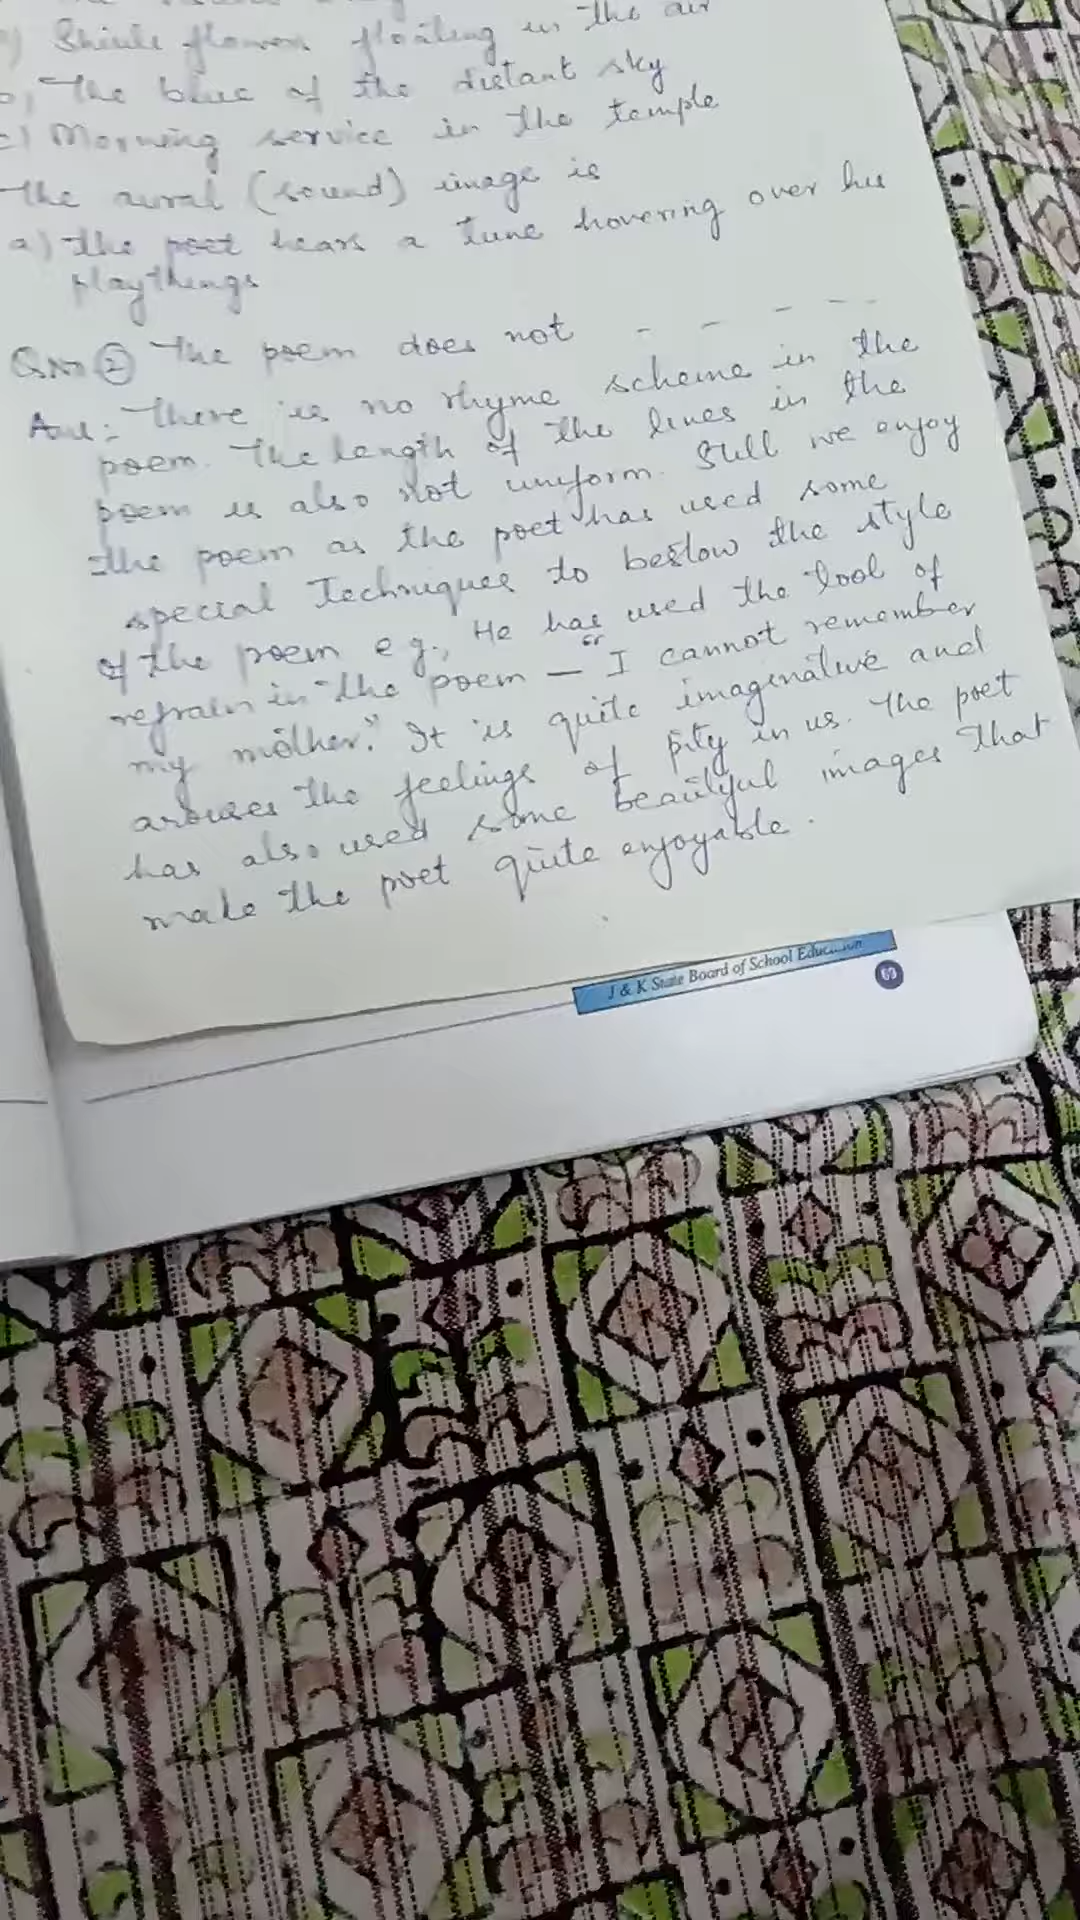 a) Shiuli flowers floating in the air
b) The blue of the distant sky
c) Morning service in the temple
The aural (sound) image is
a) the poet hears a tune hovering over his
playthings
QNo ② The poem does not - - - - -
Ans:- There is no rhyme scheme in the
poem. The length of the lines in the
poem is also not uniform. Still we enjoy
the poem as the poet has used some
special Techniques to bestow the style
of the poem e.g., He has used the tool of
refrain in the poem — "I cannot remember
my mother." It is quite imaginative and
arouses the feelings of pity in us. The poet
has also used some beautiful images that
make the poet quite enjoyable.
J & K State Board of School Education
63